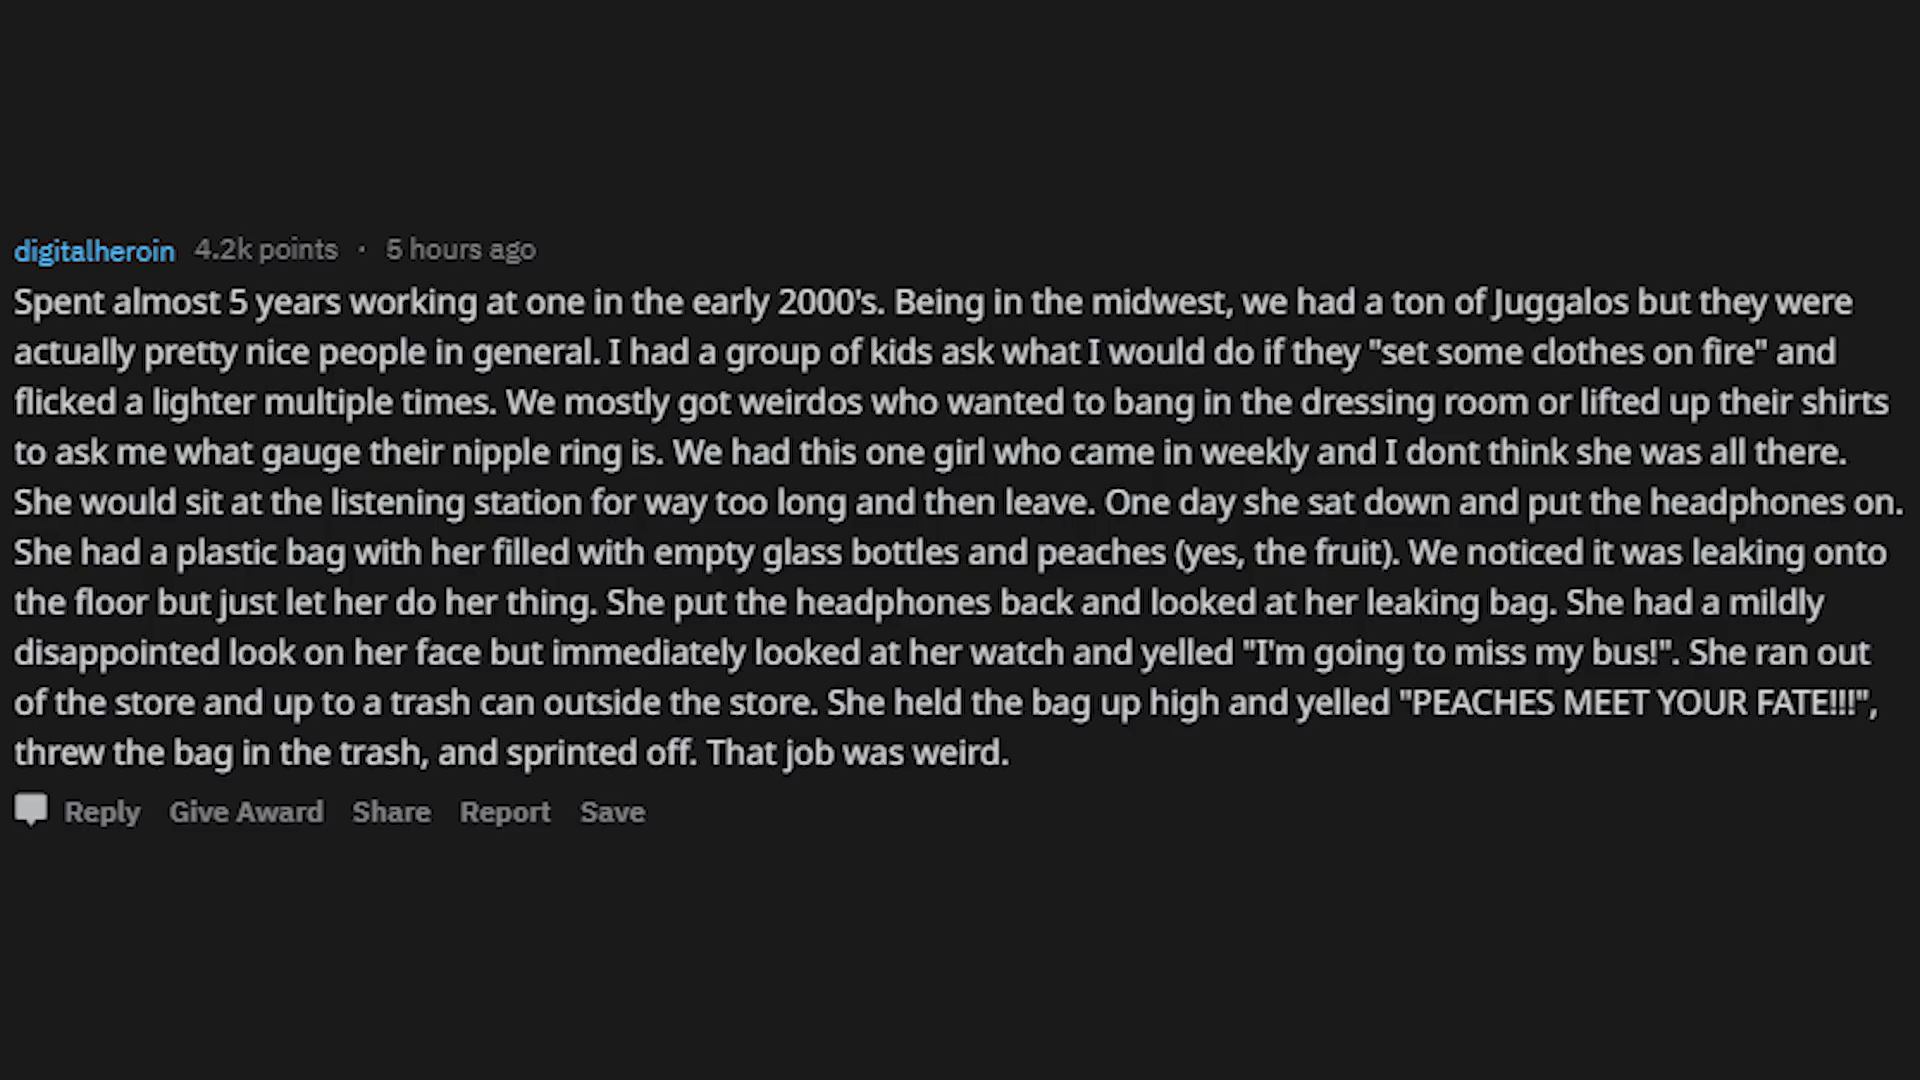 digitalheroin 4.2k points · 5 hours ago
Spent almost 5 years working at one in the early 2000's. Being in the midwest, we had a ton of Juggalos but they were
actually pretty nice people in general. I had a group of kids ask what I would do if they "set some clothes on fire" and
flicked a lighter multiple times. We mostly got weirdos who wanted to bang in the dressing room or lifted up their shirts
to ask me what gauge their nipple ring is. We had this one girl who came in weekly and I dont think she was all there.
She would sit at the listening station for way too long and then leave. One day she sat down and put the headphones on.
She had a plastic bag with her filled with empty glass bottles and peaches (yes, the fruit). We noticed it was leaking onto
the floor but just let her do her thing. She put the headphones back and looked at her leaking bag. She had a mildly
disappointed look on her face but immediately looked at her watch and yelled "I'm going to miss my bus!". She ran out
of the store and up to a trash can outside the store. She held the bag up high and yelled "PEACHES MEET YOUR FATE!!!",
threw the bag in the trash, and sprinted off. That job was weird.
Reply Give Award Share Report Save